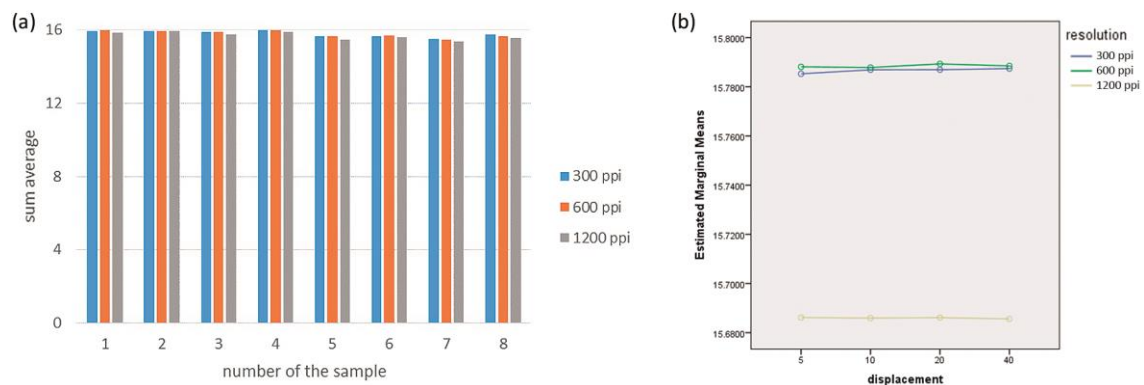 (a)
16
12
8
4
0
sum average
1 2 3 4 5 6 7 8
number of the sample
300 ppi
600 ppi
1200 ppi
(b)
15.8000
15.7800
15.7600
15.7400
15.7200
15.7000
15.6800
Estimated Marginal Means
5 10 20 40
displacement
resolution
300 ppi
600 ppi
1200 ppi